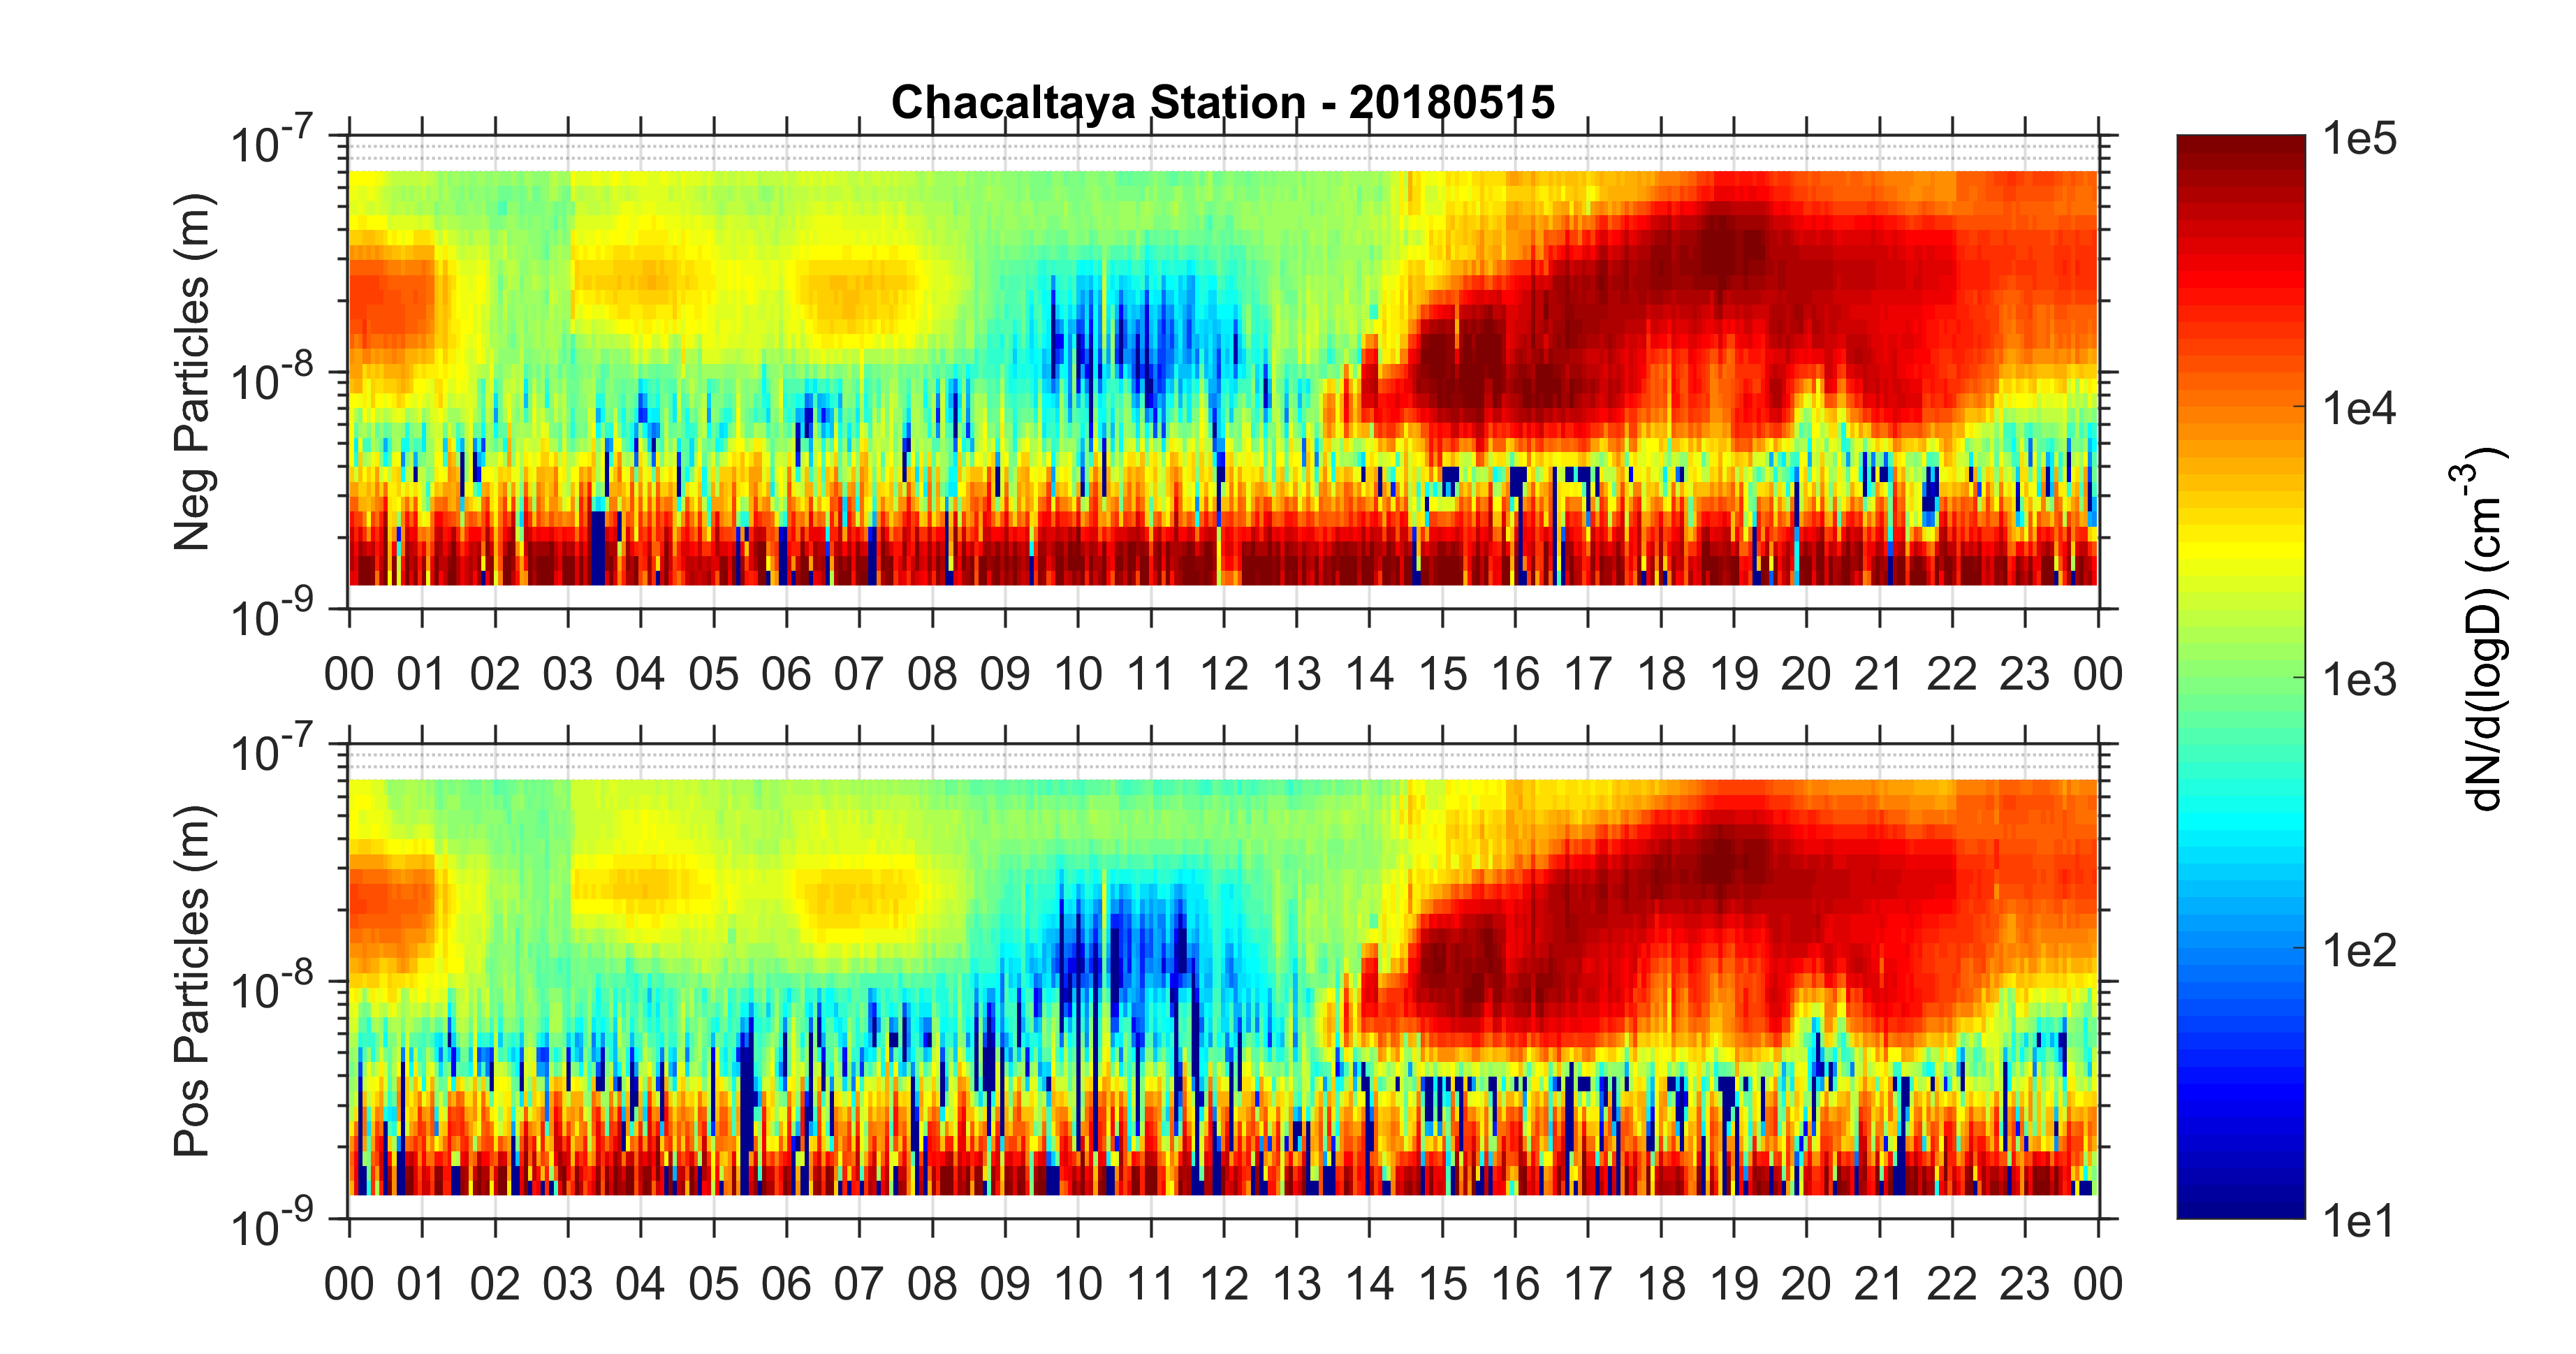 Chacaltaya Station - 20180515
Neg Particles (m)
10-7
10-8
10-9
00 01 02 03 04 05 06 07 08 09 10 11 12 13 14 15 16 17 18 19 20 21 22 23 00
Pos Particles (m)
10-7
10-8
10-9
00 01 02 03 04 05 06 07 08 09 10 11 12 13 14 15 16 17 18 19 20 21 22 23 00
1e5
1e4
1e3
1e2
1e1
dN/d(logD) (cm-3)